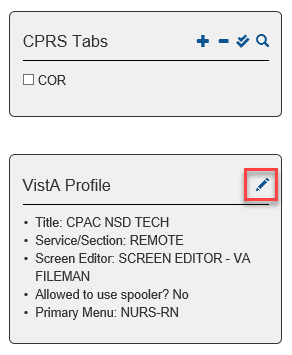 CPRS Tabs
COR
VistA Profile
• Title: CPAC NSD TECH
• Service/Section: REMOTE
• Screen Editor: SCREEN EDITOR - VA
FILEMAN
• Allowed to use spooler? No
• Primary Menu: NURS-RN